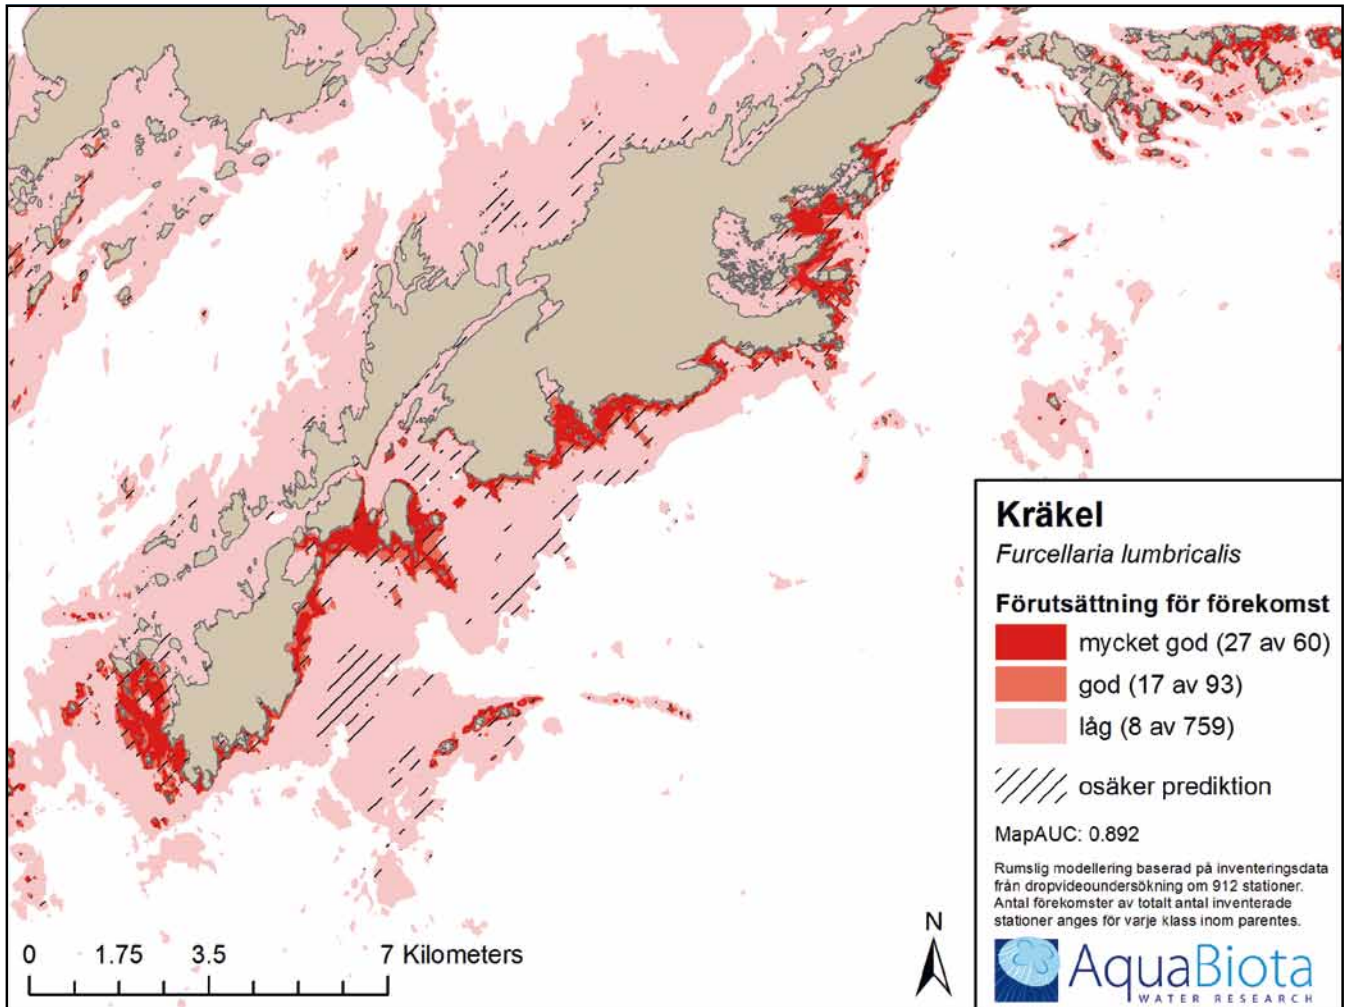 Kräkel
Furcellaria lumbricalis
Förutsättning för förekomst
mycket god (27 av 60)
god (17 av 93)
låg (8 av 759)
osäker prediktion
MapAUC: 0.892
Rumslig modellering baserad på inventeringsdata
från dropvideoundersökning om 912 stationer.
Antal förekomster av totalt antal inventerade
stationer anges för varje klass inom parentes.
AquaBiota
WATER RESEARCH
N
0 1.75 3.5 7 Kilometers